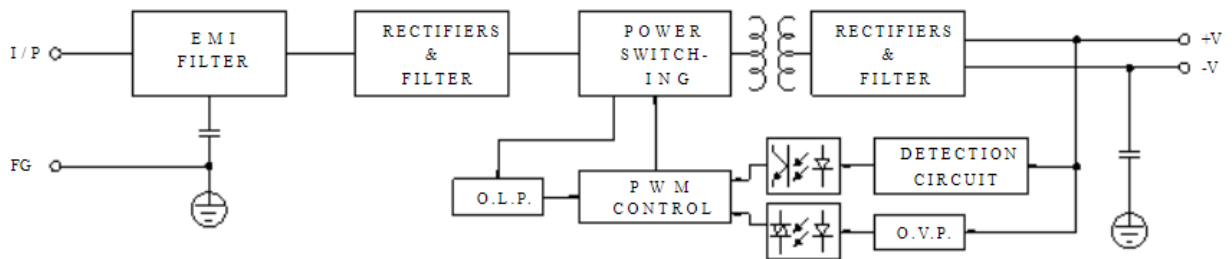 I/P
EMI
FILTER
RECTIFIERS
&
FILTER
POWER
SWITCH-
ING
RECTIFIERS
&
FILTER
+V
-V
FG
O.L.P.
PWM
CONTROL
DETECTION
CIRCUIT
O.V.P.